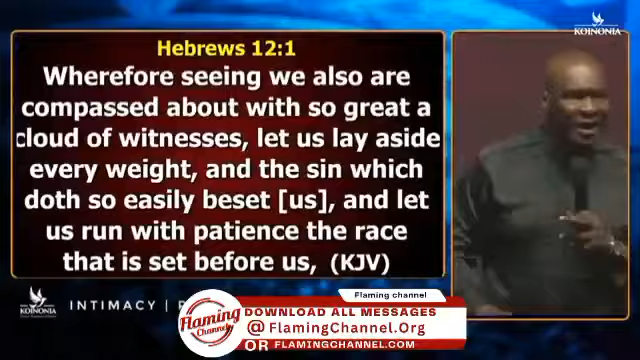 Hebrews 12:1
Wherefore seeing we also are
compassed about with so great a
cloud of witnesses, let us lay aside
every weight, and the sin which
doth so easily beset [us], and let
us run with patience the race
that is set before us, (KJV)
KOINONIA
KOINONIA
INTIMACY |
Flaming
Channel
Flaming channel
DOWNLOAD ALL MESSAGES
@ FlamingChannel.Org
OR FLAMINGCHANNEL.COM